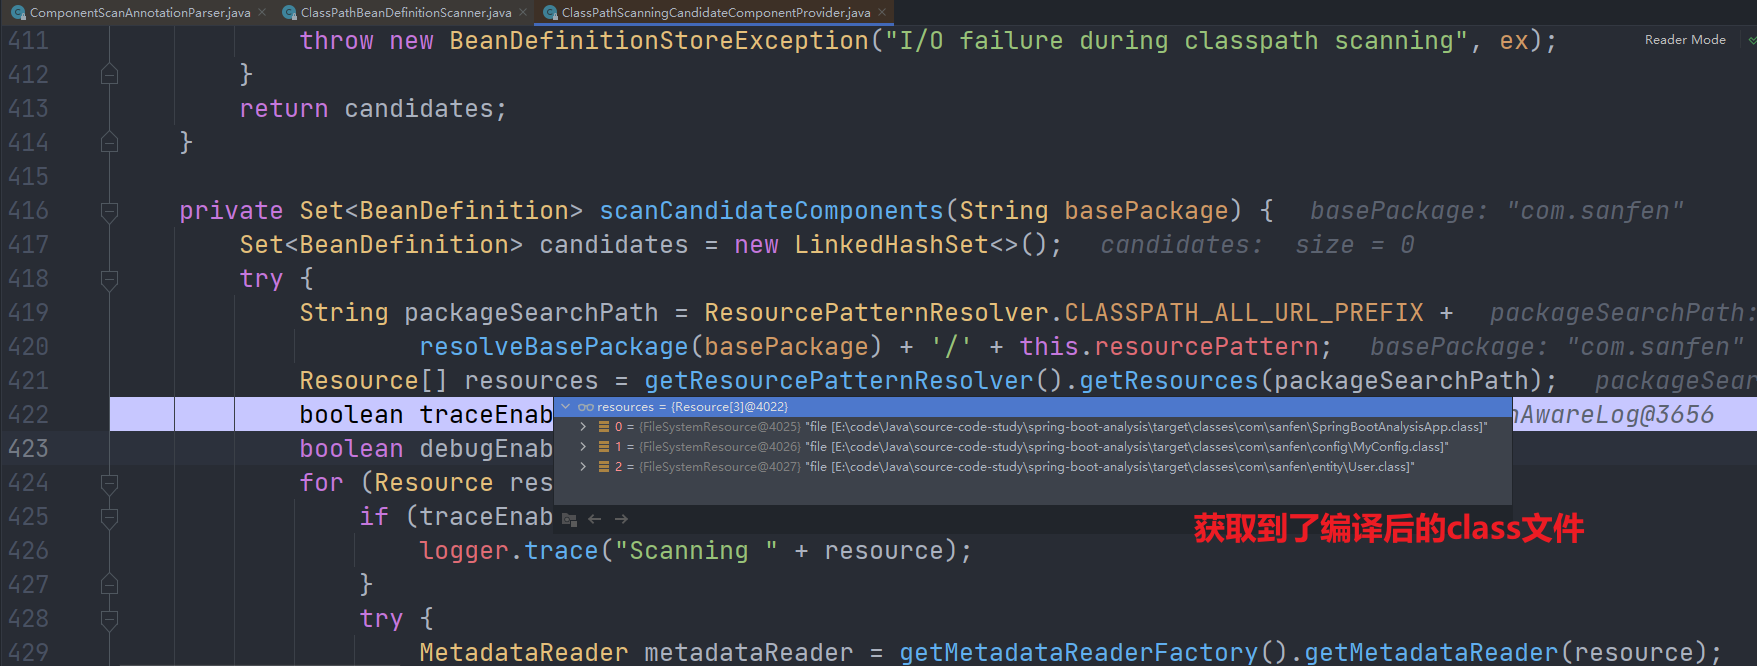 ComponentScanAnnotationParser.java ClassPathBeanDefinitionScanner.java ClassPathScanningCandidateComponentProvider.java
411 throw new BeanDefinitionStoreException("I/O failure during classpath scanning", ex); Reader Mode
412 }
413 return candidates;
414 }
415
416 private Set<BeanDefinition> scanCandidateComponents(String basePackage) { basePackage: "com.sanfen"
417 Set<BeanDefinition> candidates = new LinkedHashSet<>(); candidates: size = 0
418 try {
419 String packageSearchPath = ResourcePatternResolver.CLASSPATH_ALL_URL_PREFIX + packageSearchPath:
420 resolveBasePackage(basePackage) + '/' + this.resourcePattern; basePackage: "com.sanfen"
421 Resource[] resources = getResourcePatternResolver().getResources(packageSearchPath); packageSear
422 boolean traceEnab nAwareLog@3656
resources = {Resource[3]@4022}
0 = {FileSystemResource@4025} "file [E:\code\Java\source-code-study\spring-boot-analysis\target\classes\com\sanfen\SpringBootAnalysisApp.class]"
423 boolean debugEnab
1 = {FileSystemResource@4026} "file [E:\code\Java\source-code-study\spring-boot-analysis\target\classes\com\sanfen\config\MyConfig.class]"
2 = {FileSystemResource@4027} "file [E:\code\Java\source-code-study\spring-boot-analysis\target\classes\com\sanfen\entity\User.class]"
424 for (Resource res
425 if (traceEnab
获取到了编译后的class文件
426 logger.trace("Scanning " + resource);
427 }
428 try {
429 MetadataReader metadataReader = getMetadataReaderFactory().getMetadataReader(resource);